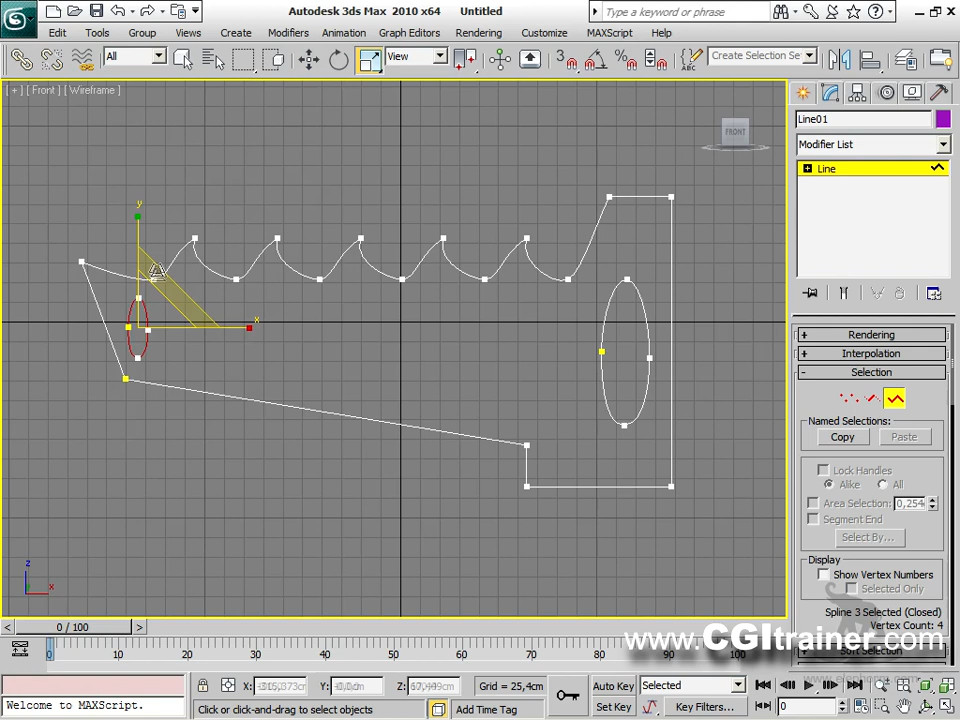 Autodesk 3ds Max 2010 x64 Untitled
Type a keyword or phrase
Edit Tools Group Views Create Modifiers Animation Graph Editors Rendering Customize MAXScript Help
All View 3 Create Selection Se
[ + ] [ Front ] [ Wireframe ]
FRONT
Line01
Modifier List
Line
y
x
+ Rendering
+ Interpolation
- Selection
Named Selections:
Copy Paste
Lock Handles
Alike All
Area Selection: 0,254
Segment End
Select By...
Display
Show Vertex Numbers
Selected Only
Spline 3 Selected (Closed)
Vertex Count: 4
Soft Selection
z
x
< 0 / 100 >
0 10 20 30 40 50 60 70 80 90 100
www.CGItrainer.com
X: Y: Z: Grid = 25,4cm
Auto Key Selected
Set Key Key Filters... 0
Welcome to MAXScript.
Click or click-and-drag to select objects
Add Time Tag